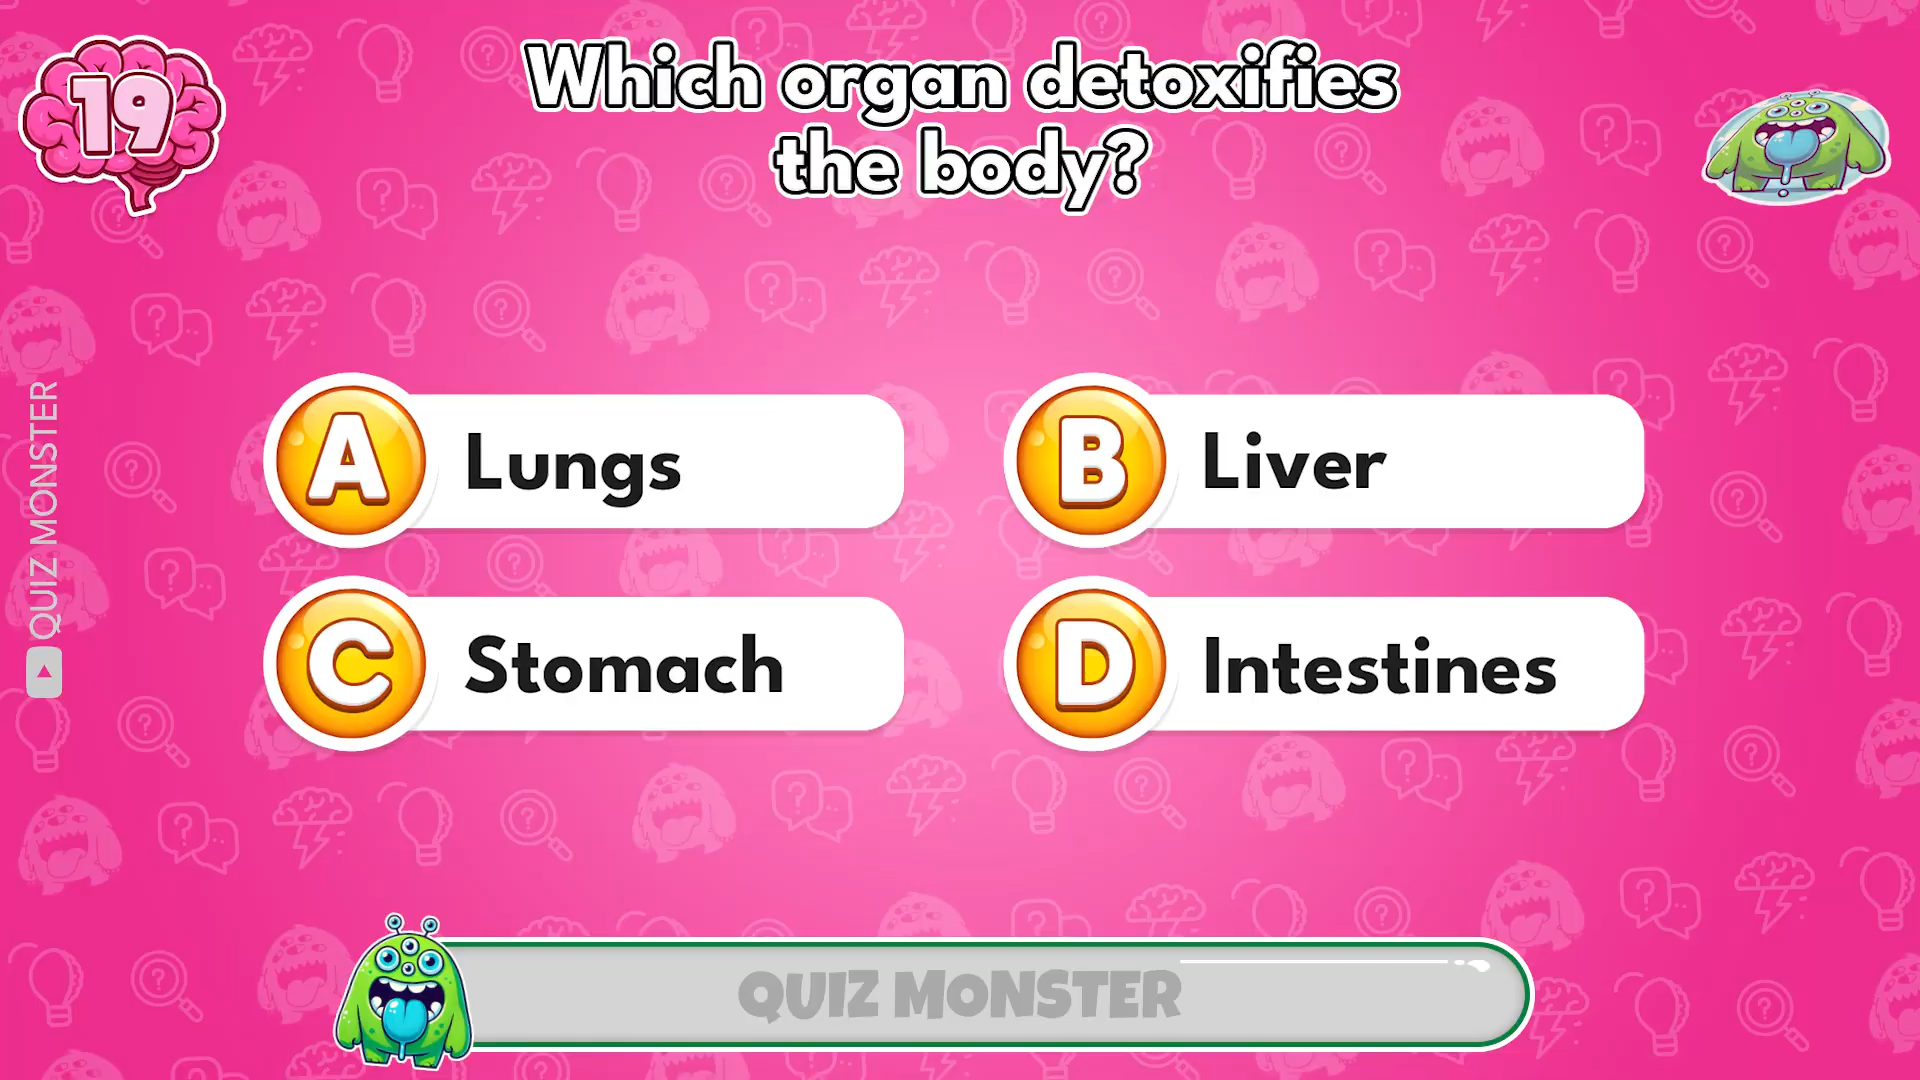 19
Which organ detoxifies
the body?
A Lungs
B Liver
C Stomach
D Intestines
QUIZ MONSTER
QUIZ MONSTER